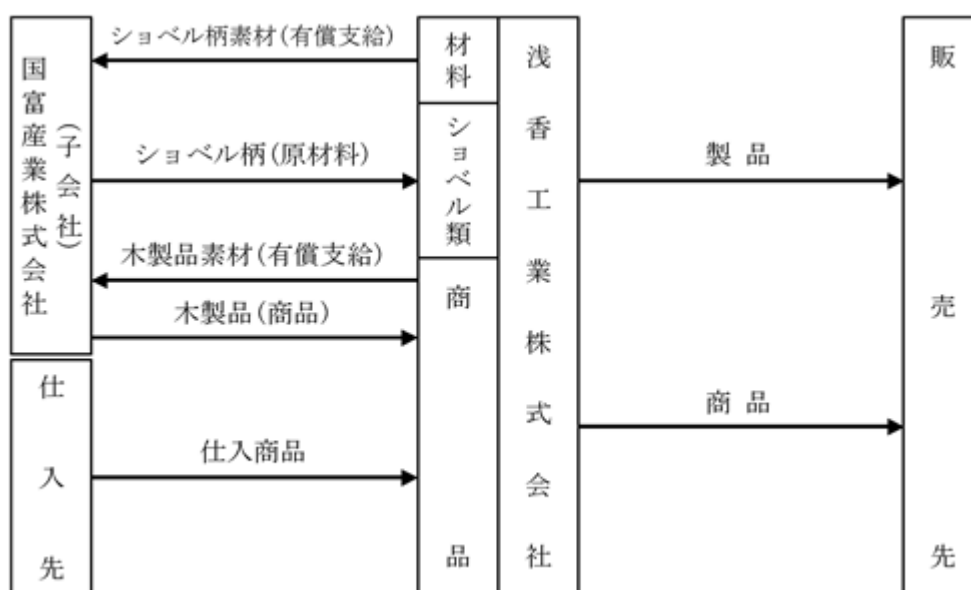 国富産業株式会社
(子会社)
仕入先
ショベル柄素材(有償支給)
ショベル柄(原材料)
木製品素材(有償支給)
木製品(商品)
仕入商品
材料
ショベル類
商品
浅香工業株式会社
製品
商品
販売先